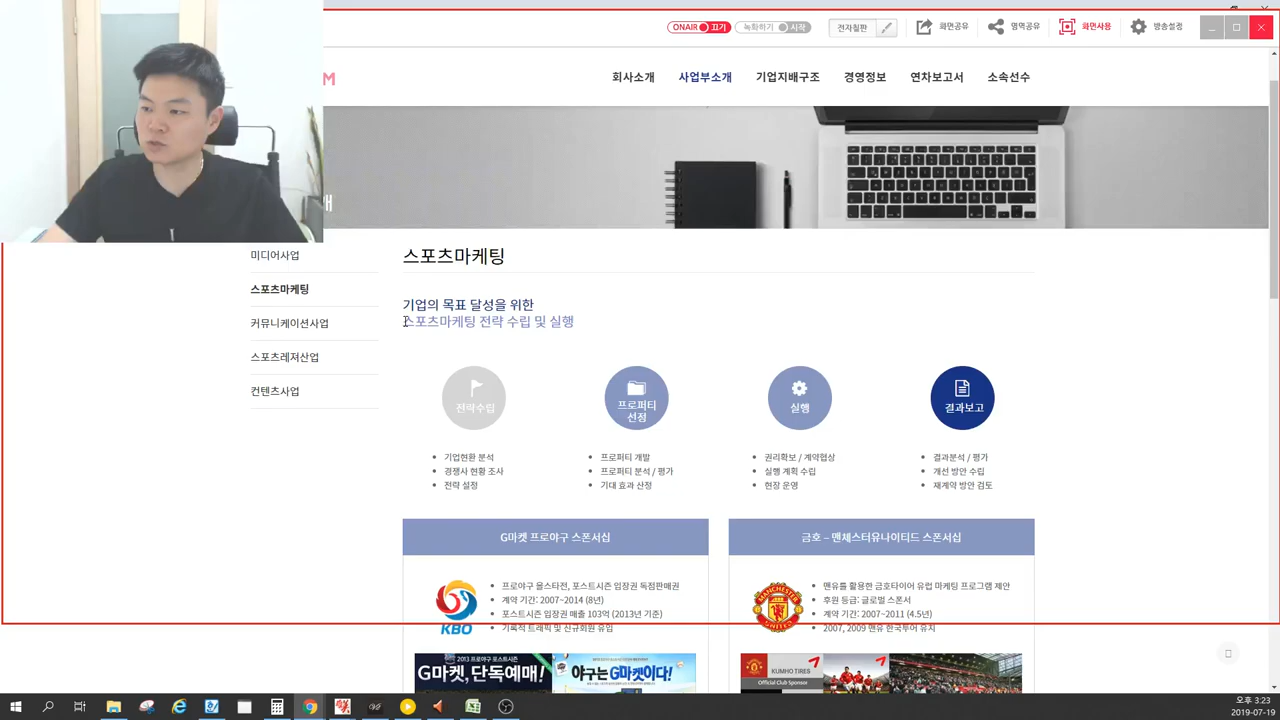 ONAIR 끄기
녹화하기 시작
전자칠판
화면공유
영역공유
화면사용
방송설정
M
회사소개
사업부소개
기업지배구조
경영정보
연차보고서
소속선수
개
미디어사업
스포츠마케팅
커뮤니케이션사업
스포츠레져산업
컨텐츠사업
스포츠마케팅
기업의 목표 달성을 위한
스포츠마케팅 전략 수립 및 실행
전략수립
기업현환 분석
경쟁사 현황 조사
전략 설정
프로퍼티
선정
프로퍼티 개발
프로퍼티 분석 / 평가
기대 효과 산정
실행
권리확보 / 계약협상
실행 계획 수립
현장 운영
결과보고
결과분석 / 평가
개선 방안 수립
재계약 방안 검토
G마켓 프로야구 스폰서십
KBO
프로야구 올스타전, 포스트시즌 입장권 독점판매권
계약 기간: 2007~2014 (8년)
포스트시즌 입장권 매출 103억 (2013년 기준)
기록적 트래픽 및 신규회원 유입
2013 프로야구 포스트시즌
G마켓, 단독예매!
야구는 G마켓이다!
금호 – 맨체스터유나이티드 스폰서십
MANCHESTER
UNITED
맨유를 활용한 금호타이어 유럽 마케팅 프로그램 제안
후원 등급: 글로벌 스폰서
계약 기간: 2007~2011 (4.5년)
2007, 2009 맨유 한국투어 유치
KUMHO TIRES
Official Club Sponsor
오후 3:23
2019-07-19